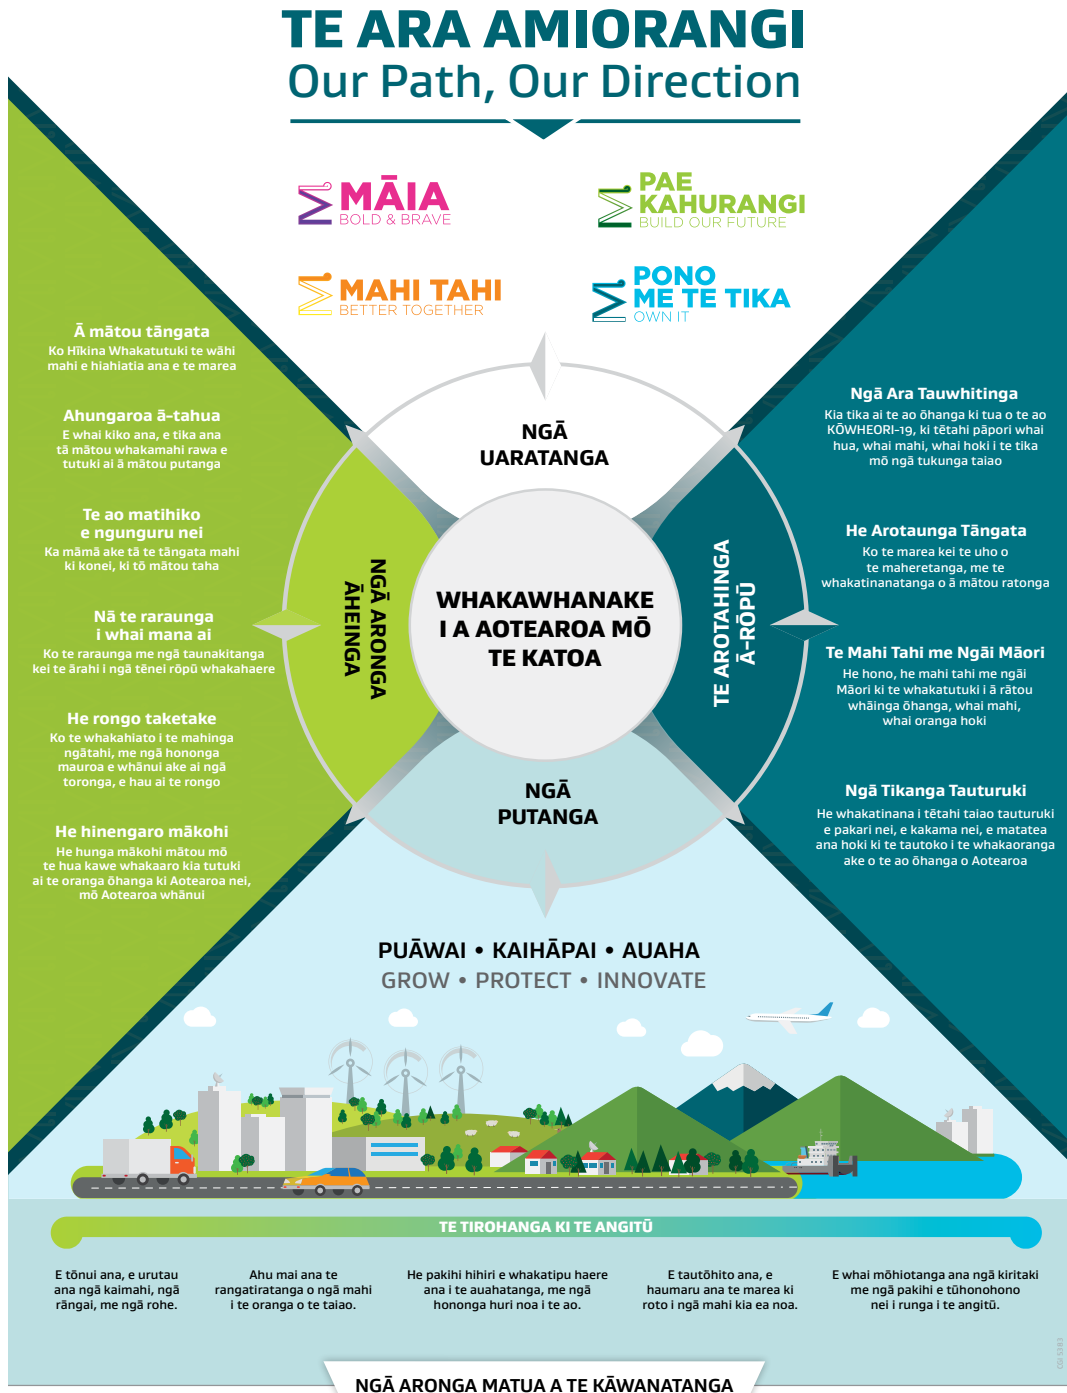 TE ARA AMIORANGI
Our Path, Our Direction
MĀIA
BOLD & BRAVE
PAE
KAHURANGI
BUILD OUR FUTURE
MAHI TAHI
BETTER TOGETHER
PONO
ME TE TIKA
OWN IT
Ā mātou tāngata
Ko Hīkina Whakatutuki te wāhi
mahi e hiahiatia ana e te marea
Ahungaroa ā-tahua
E whai kiko ana, e tika ana
tā mātou whakamahi rawa e
tutuki ai ā mātou putanga
Te ao matihiko
e ngunguru nei
Ka māmā ake tā te tāngata mahi
ki konei, ki tō mātou taha
Nā te raraunga
i whai mana ai
Ko te raraunga me ngā taunakitanga
kei te ārahi i ngā tēnei rōpū whakahaere
He rongo taketake
Ko te whakahiato i te mahinga
ngātahi, me ngā hononga
mauroa e whānui ake ai ngā
toronga, e hau ai te rongo
He hinengaro mākohi
He hunga mākohi mātou mō
te hua kawe whakaaro kia tutuki
ai te oranga ōhanga ki Aotearoa nei,
mō Aotearoa whānui
NGĀ
UARATANGA
NGĀ ARONGA
ĀHEINGA
WHAKAWHANAKE
I A AOTEAROA MŌ
TE KATOA
TE AROTAHINGA
Ā-RŌPŪ
NGĀ
PUTANGA
Ngā Ara Tauwhitinga
Kia tika ai te ao ōhanga ki tua o te ao
KŌWHEORI-19, ki tētahi pāpori whai
hua, whai mahi, whai hoki i te tika
mō ngā tukunga taiao
He Arotaunga Tāngata
Ko te marea kei te uho o
te maheretanga, me te
whakatinanatanga o ā mātou ratonga
Te Mahi Tahi me Ngāi Māori
He hono, he mahi tahi me ngāi
Māori ki te whakatutuki i ā rātou
whāinga ōhanga, whai mahi,
whai oranga hoki
Ngā Tikanga Tauturuki
He whakatinana i tētahi taiao tauturuki
e pakari nei, e kakama nei, e matatea
ana hoki ki te tautoko i te whakaoranga
ake o te ao ōhanga o Aotearoa
PUĀWAI • KAIHĀPAI • AUAHA
GROW • PROTECT • INNOVATE
TE TIROHANGA KI TE ANGITŪ
E tōnui ana, e urutau
ana ngā kaimahi, ngā
rāngai, me ngā rohe.
Ahu mai ana te
rangatiratanga o ngā mahi
i te oranga o te taiao.
He pakihi hihiri e whakatipu haere
ana i te auahatanga, me ngā
hononga huri noa i te ao.
E tautōhito ana, e
haumaru ana te marea ki
roto i ngā mahi kia ea noa.
E whai mōhiotanga ana ngā kiritaki
me ngā pakihi e tūhonohono
nei i runga i te angitū.
CGI 5383
NGĀ ARONGA MATUA A TE KĀWANATANGA